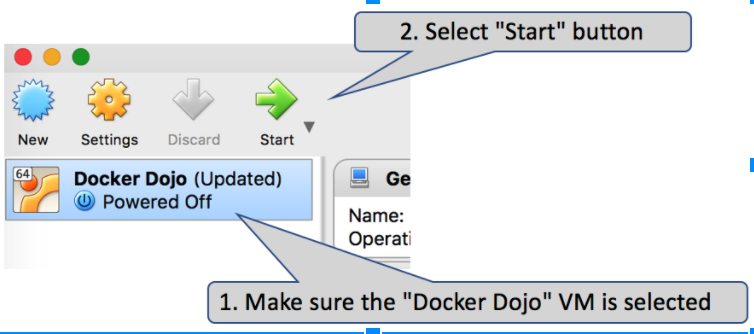 2. Select "Start" button
New Settings Discard Start
64
Docker Dojo (Updated)
Powered Off
Ge
Name:
Operati
1. Make sure the "Docker Dojo" VM is selected